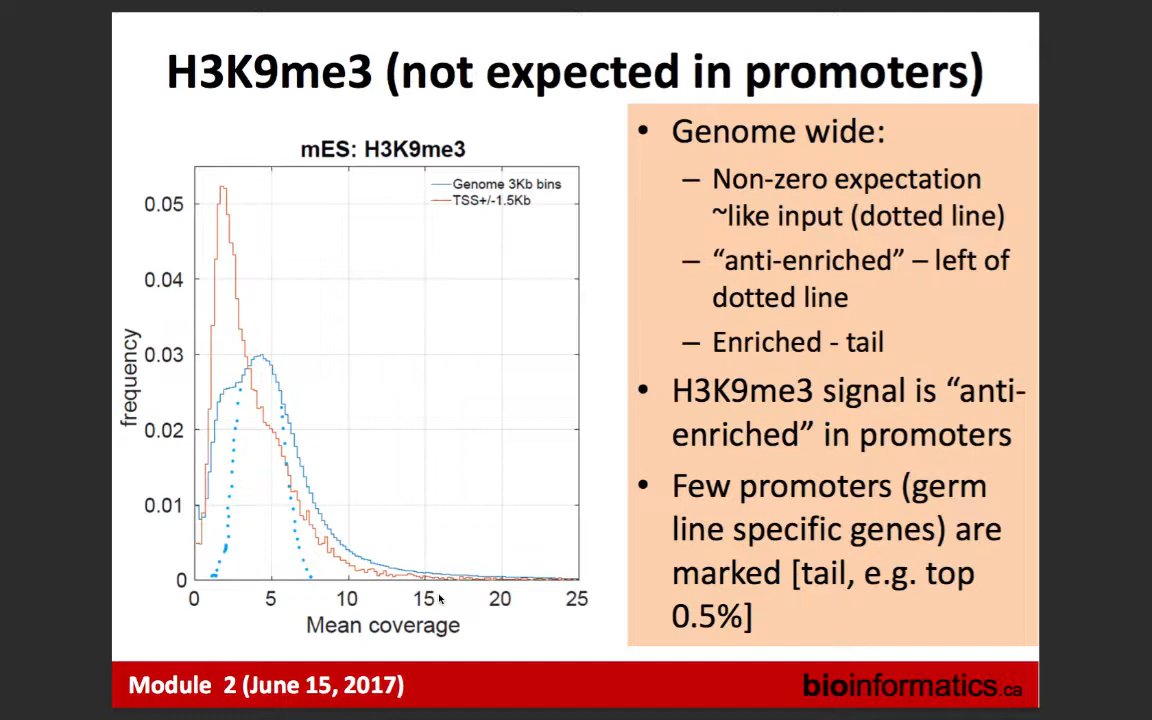 H3K9me3 (not expected in promoters)
mES: H3K9me3
Genome 3Kb bins
TSS+/-1.5Kb
frequency
0.05
0.04
0.03
0.02
0.01
0
0 5 10 15 20 25
Mean coverage
• Genome wide:
– Non-zero expectation
~like input (dotted line)
– “anti-enriched” – left of
dotted line
– Enriched - tail
• H3K9me3 signal is “anti-
enriched” in promoters
• Few promoters (germ
line specific genes) are
marked [tail, e.g. top
0.5%]
Module 2 (June 15, 2017)
bioinformatics.ca